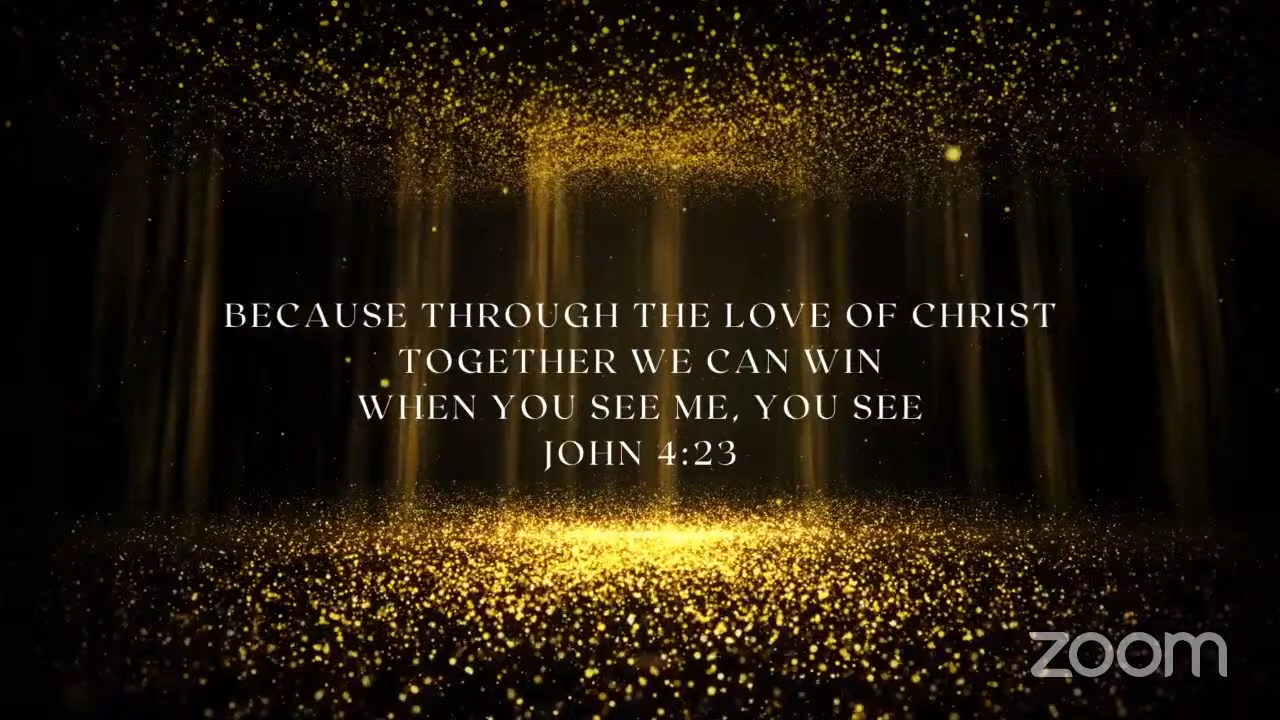 BECAUSE THROUGH THE LOVE OF CHRIST
TOGETHER WE CAN WIN
WHEN YOU SEE ME, YOU SEE
JOHN 4:23
zoom